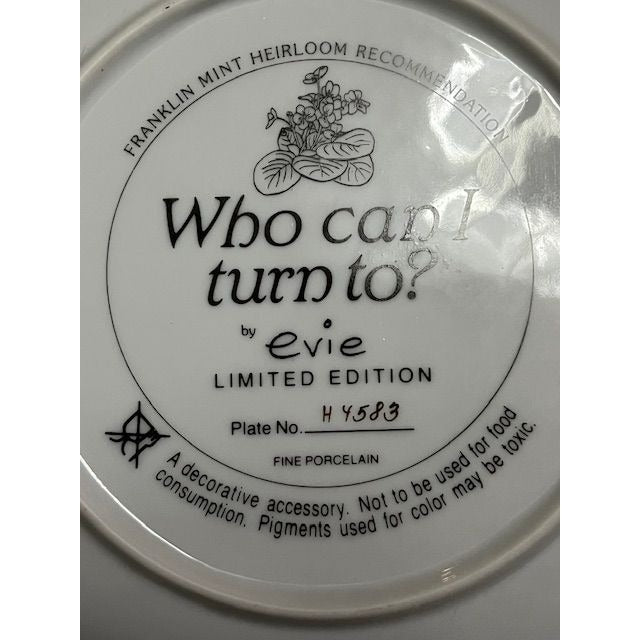 FRANKLIN MINT HEIRLOOM RECOMMENDATION
Who can I
turn to?
by evie
LIMITED EDITION
Plate No. H 4583
FINE PORCELAIN
A decorative accessory. Not to be used for food
consumption. Pigments used for color may be toxic.